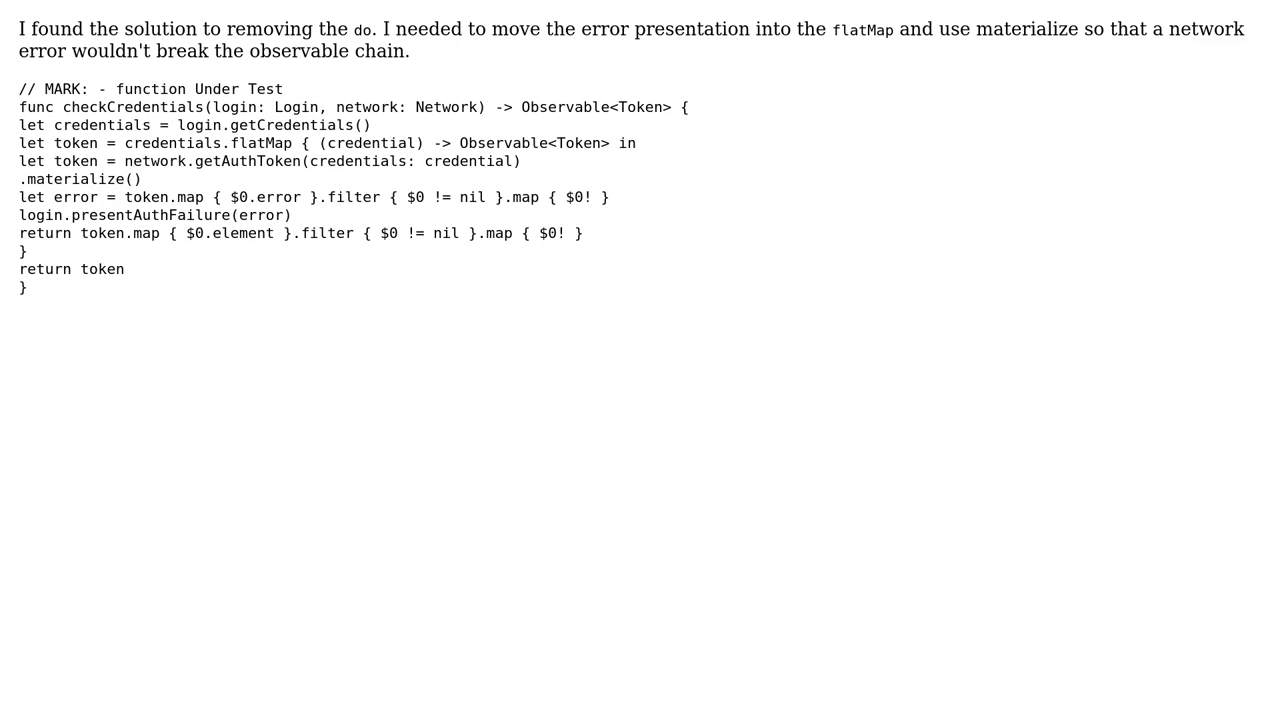 I found the solution to removing the do. I needed to move the error presentation into the flatMap and use materialize so that a network
error wouldn't break the observable chain.
// MARK: - function Under Test
func checkCredentials(login: Login, network: Network) -> Observable<Token> {
let credentials = login.getCredentials()
let token = credentials.flatMap { (credential) -> Observable<Token> in
let token = network.getAuthToken(credentials: credential)
.materialize()
let error = token.map { $0.error }.filter { $0 != nil }.map { $0! }
login.presentAuthFailure(error)
return token.map { $0.element }.filter { $0 != nil }.map { $0! }
}
return token
}